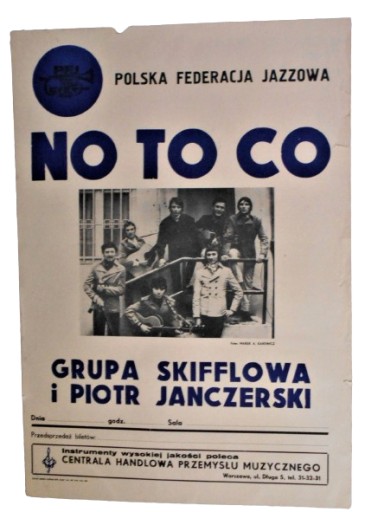 POLSKA FEDERACJA JAZZOWA
NO TO CO
GRUPA SKIFFLOWA
i PIOTR JANCZERSKI
Dnia godz. Sala
Przedsprzedaż biletów:
Instrumenty wysokiej jakości poleca
CENTRALA HANDLOWA PRZEMYSŁU MUZYCZNEGO
Warszawa, ul. Długa 5, tel. 31-23-31